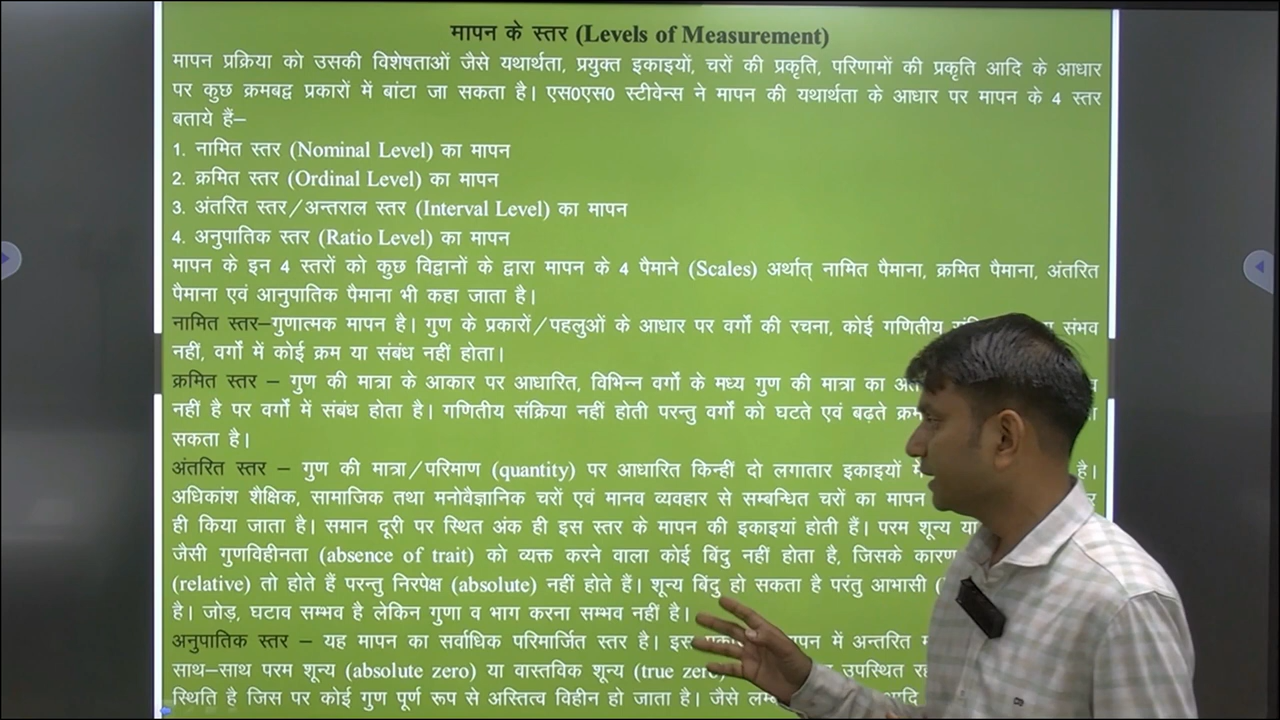 मापन के स्तर (Levels of Measurement)
मापन प्रक्रिया को उसकी विशेषताओं जैसे यथार्थता, प्रयुक्त इकाइयों, चरों की प्रकृति, परिणामों की प्रकृति आदि के आधार
पर कुछ क्रमबद्व प्रकारों में बांटा जा सकता है। एस0एस0 स्टीवेन्स ने मापन की यथार्थता के आधार पर मापन के 4 स्तर
बताये हैं–
1. नामित स्तर (Nominal Level) का मापन
2. क्रमित स्तर (Ordinal Level) का मापन
3. अंतरित स्तर/अन्तराल स्तर (Interval Level) का मापन
4. अनुपातिक स्तर (Ratio Level) का मापन
मापन के इन 4 स्तरों को कुछ विद्वानों के द्वारा मापन के 4 पैमाने (Scales) अर्थात् नामित पैमाना, क्रमित पैमाना, अंतरित
पैमाना एवं आनुपातिक पैमाना भी कहा जाता है।
नामित स्तर–गुणात्मक मापन है। गुण के प्रकारों/पहलुओं के आधार पर वर्गों की रचना, कोई गणितीय संभव
नहीं, वर्गों में कोई क्रम या संबंध नहीं होता।
क्रमित स्तर – गुण की मात्रा के आकार पर आधारित, विभिन्न वर्गों के मध्य गुण की मात्रा का
नहीं है पर वर्गों में संबंध होता है। गणितीय संक्रिया नहीं होती परन्तु वर्गों को घटते एवं बढ़ते
सकता है।
अंतरित स्तर – गुण की मात्रा/परिमाण (quantity) पर आधारित किन्हीं दो लगातार इकाइयों है।
अधिकांश शैक्षिक, सामाजिक तथा मनोवैज्ञानिक चरों एवं मानव व्यवहार से सम्बन्धित चरों का मापन
ही किया जाता है। समान दूरी पर स्थित अंक ही इस स्तर के मापन की इकाइयां होती हैं। परम शून्य
जैसी गुणविहीनता (absence of trait) को व्यक्त करने वाला कोई बिंदु नहीं होता है, जिसके
(relative) तो होते हैं परन्तु निरपेक्ष (absolute) नहीं होते हैं। शून्य बिंदु हो सकता है परंतु आभासी
है। जोड़, घटाव सम्भव है लेकिन गुणा व भाग करना सम्भव नहीं है।
अनुपातिक स्तर – यह मापन का सर्वाधिक परिमार्जित स्तर है। में अन्तरित
साथ–साथ परम शून्य (absolute zero) या वास्तविक शून्य (true उपस्थित
स्थिति है जिस पर कोई गुण पूर्ण रूप से अस्तित्व विहीन हो जाता है। जैसे आदि